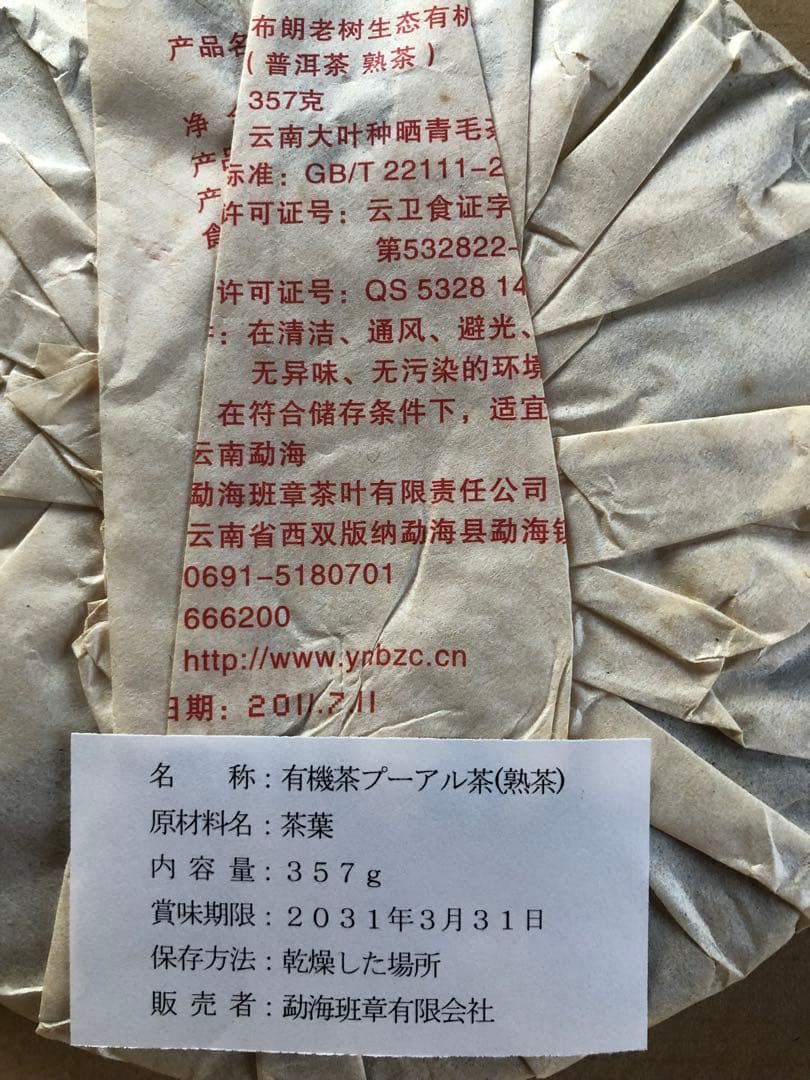 产品名
布朗老树生态有机
(普洱茶 熟茶)
净
357克
云南大叶种晒青毛茶
产品
标准：GB/T 22111-2
产
许可证号：云卫食证字
食
第532822-
许可证号：QS 5328 14
：在清洁、通风、避光、
无异味、无污染的环境
在符合储存条件下，适宜
云南勐海
勐海班章茶叶有限责任公司
云南省西双版纳勐海县勐海镇
0691-5180701
666200
http://www.ynbzc.cn
日期：2011.7.11
名 称：有機茶プーアル茶(熟茶)
原材料名：茶葉
内 容 量：３５７ｇ
賞味期限：２０３１年３月３１日
保存方法：乾燥した場所
販 売 者：勐海班章有限会社